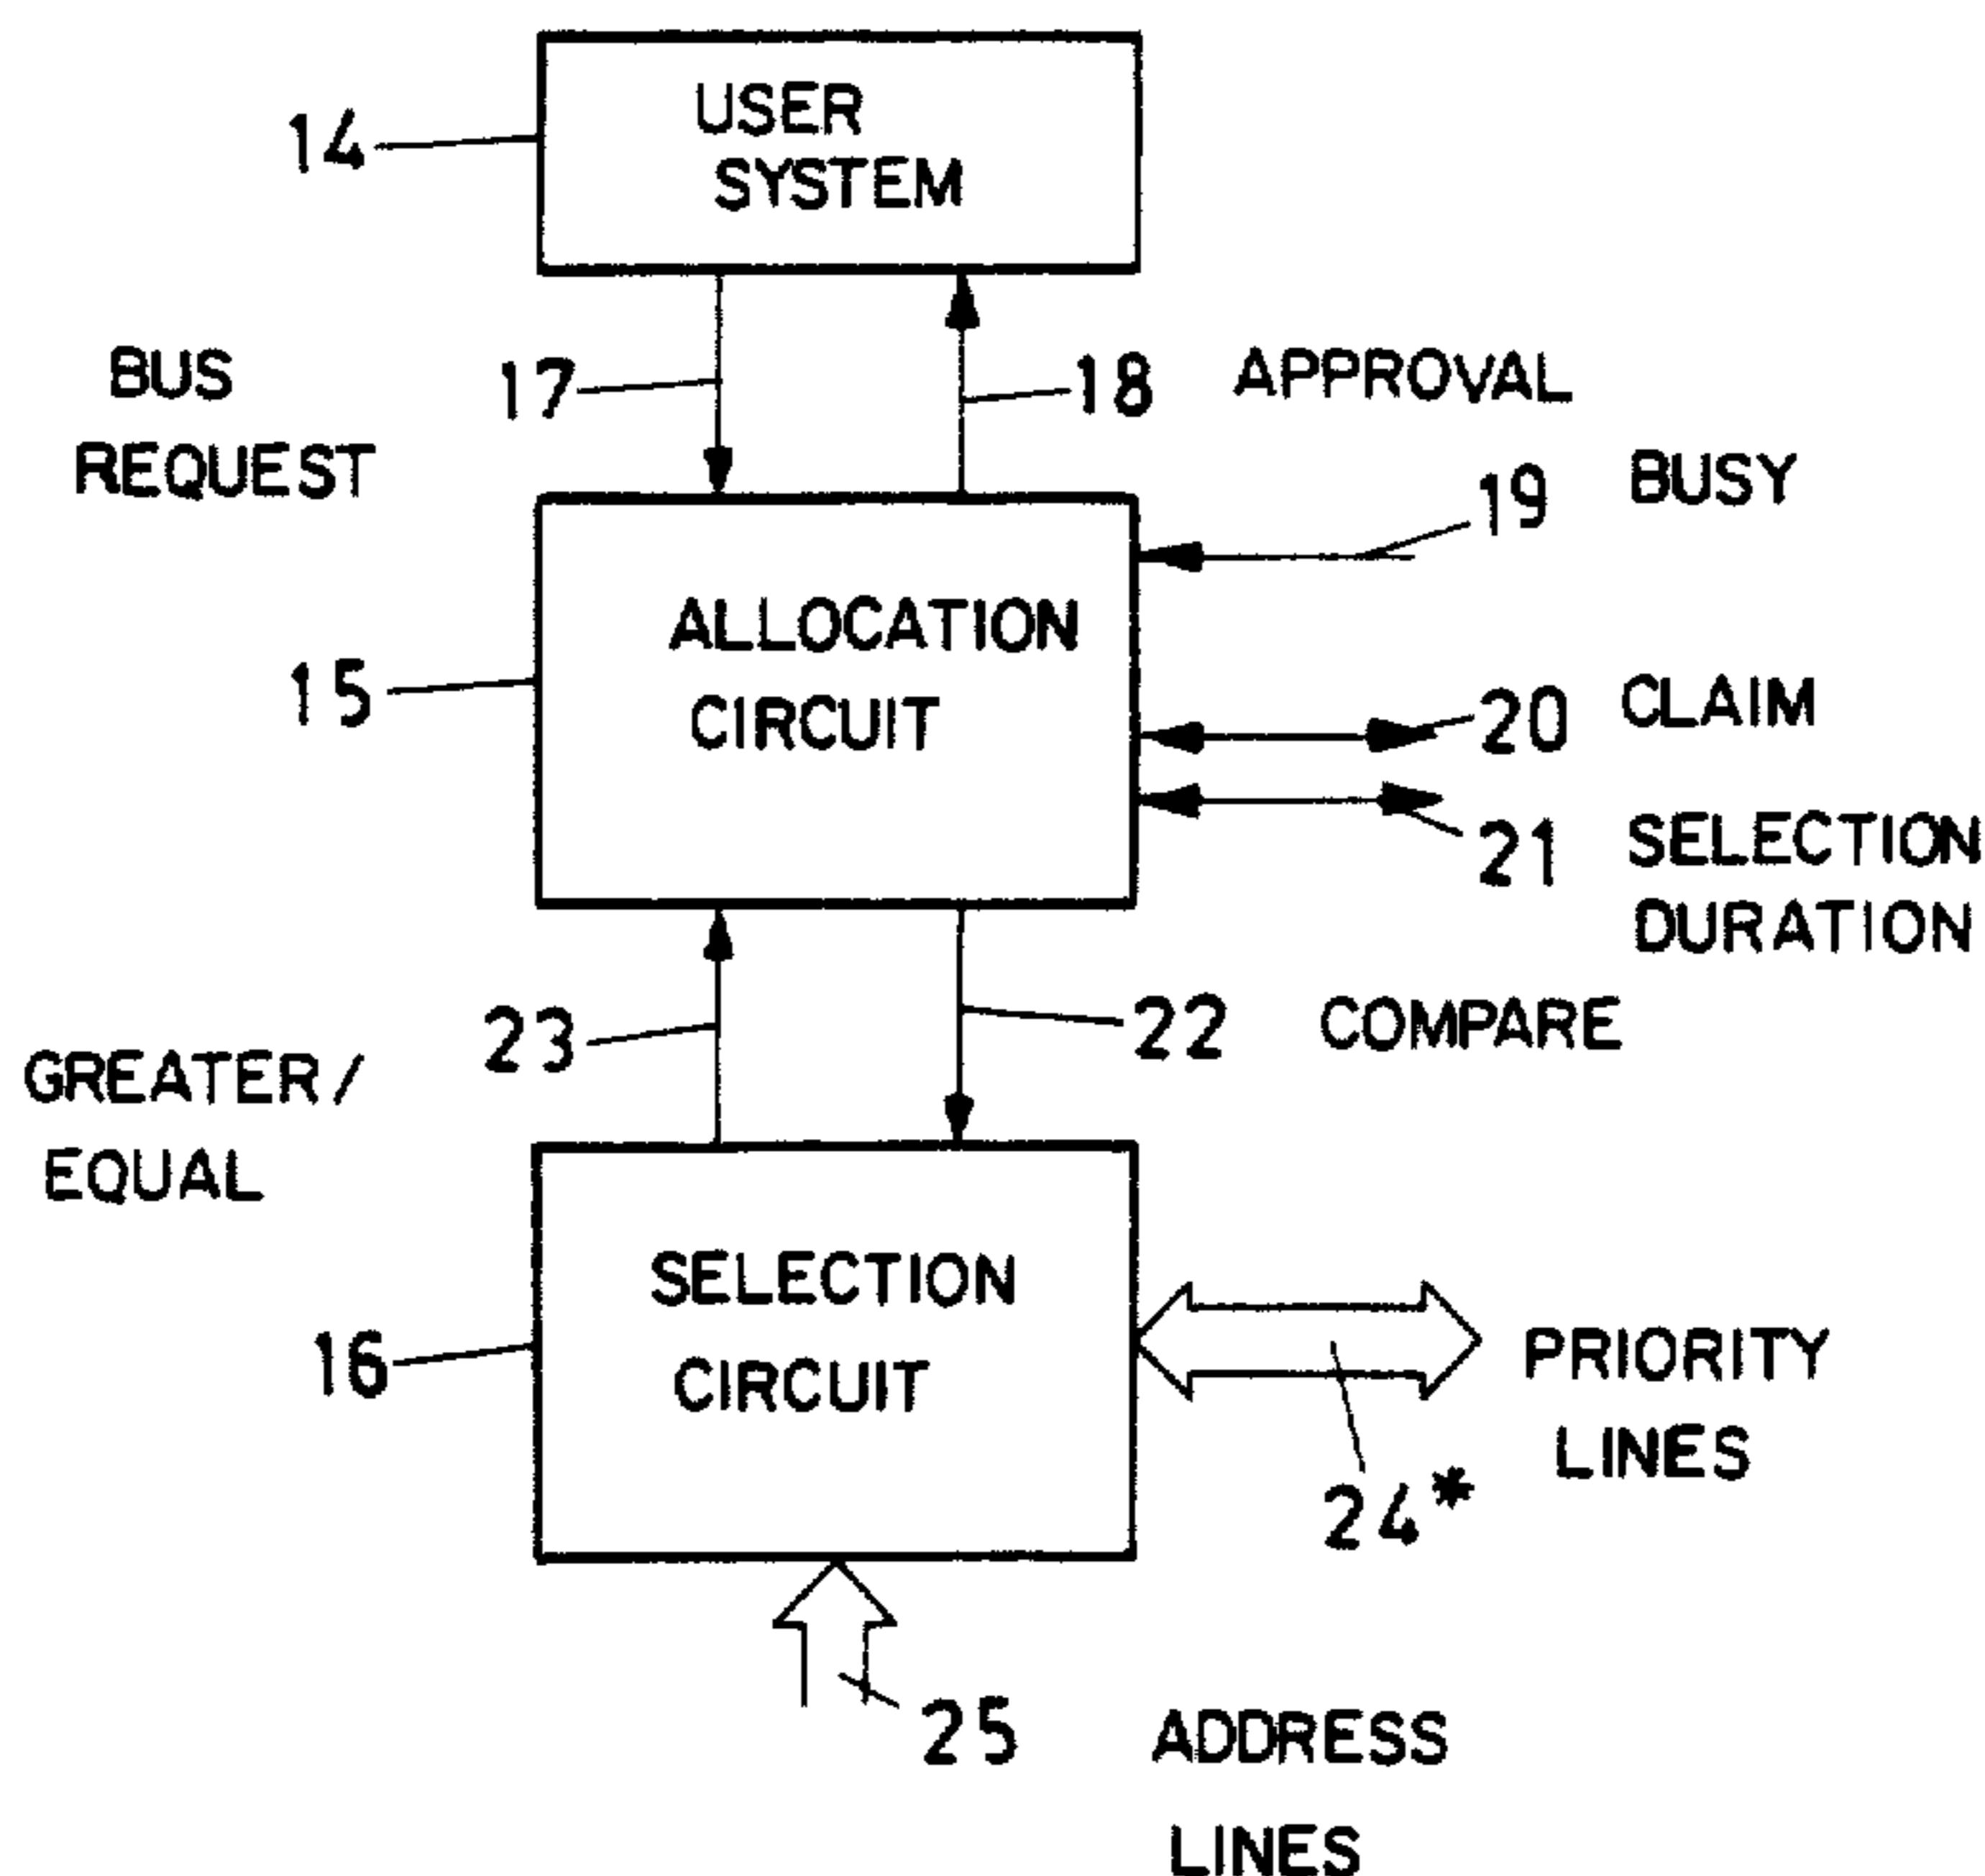 USER
SYSTEM
14
BUS
REQUEST
17
18 APPROVAL
19 BUSY
ALLOCATION
CIRCUIT
15
20 CLAIM
21 SELECTION
DURATION
23
22 COMPARE
GREATER/
EQUAL
SELECTION
CIRCUIT
16
PRIORITY
LINES
24*
25 ADDRESS
LINES